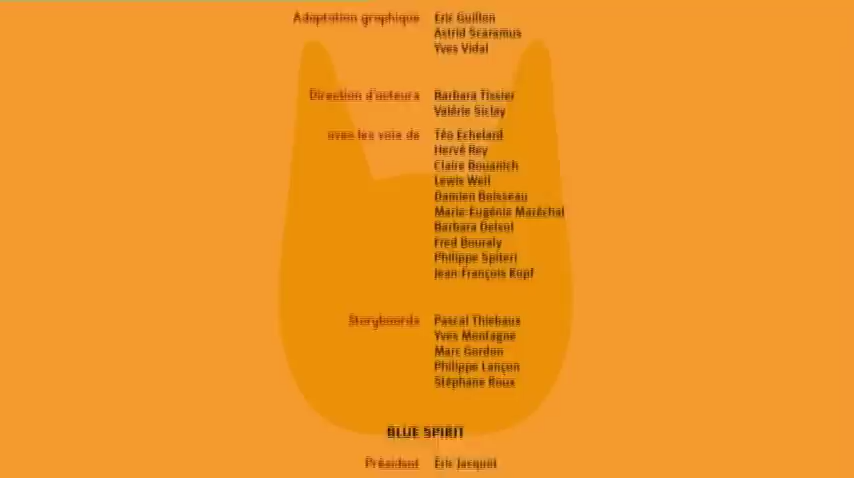 Adaptation graphique Eric Guillon
Astrid Scaramus
Yves Vidal
Direction d'acteurs Barbara Tissier
Valérie Siclay
avec les voix de Téo Echelard
Hervé Rey
Claire Bouanich
Lewis Weil
Damien Boisseau
Marie-Eugénie Maréchal
Barbara Delsol
Fred Bouraly
Philippe Spiteri
Jean-François Kopf
Storyboards Pascal Thiebaux
Yves Montagne
Marc Gordon
Philippe Lançon
Stéphane Roux
BLUE SPIRIT
Président Eric Jacquot